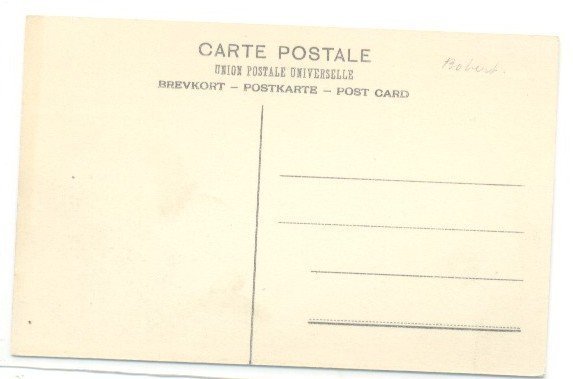 CARTE POSTALE
UNION POSTALE UNIVERSELLE
BREVKORT – POSTKARTE – POST CARD